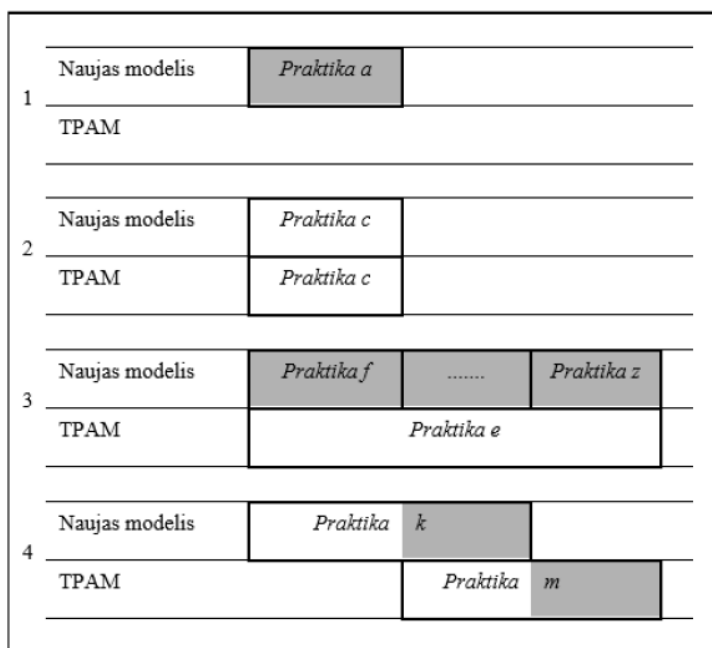 1
Naujas modelis Praktika a
TPAM
2
Naujas modelis Praktika c
TPAM Praktika c
3
Naujas modelis Praktika f ....... Praktika z
TPAM Praktika e
4
Naujas modelis Praktika k
TPAM Praktika m